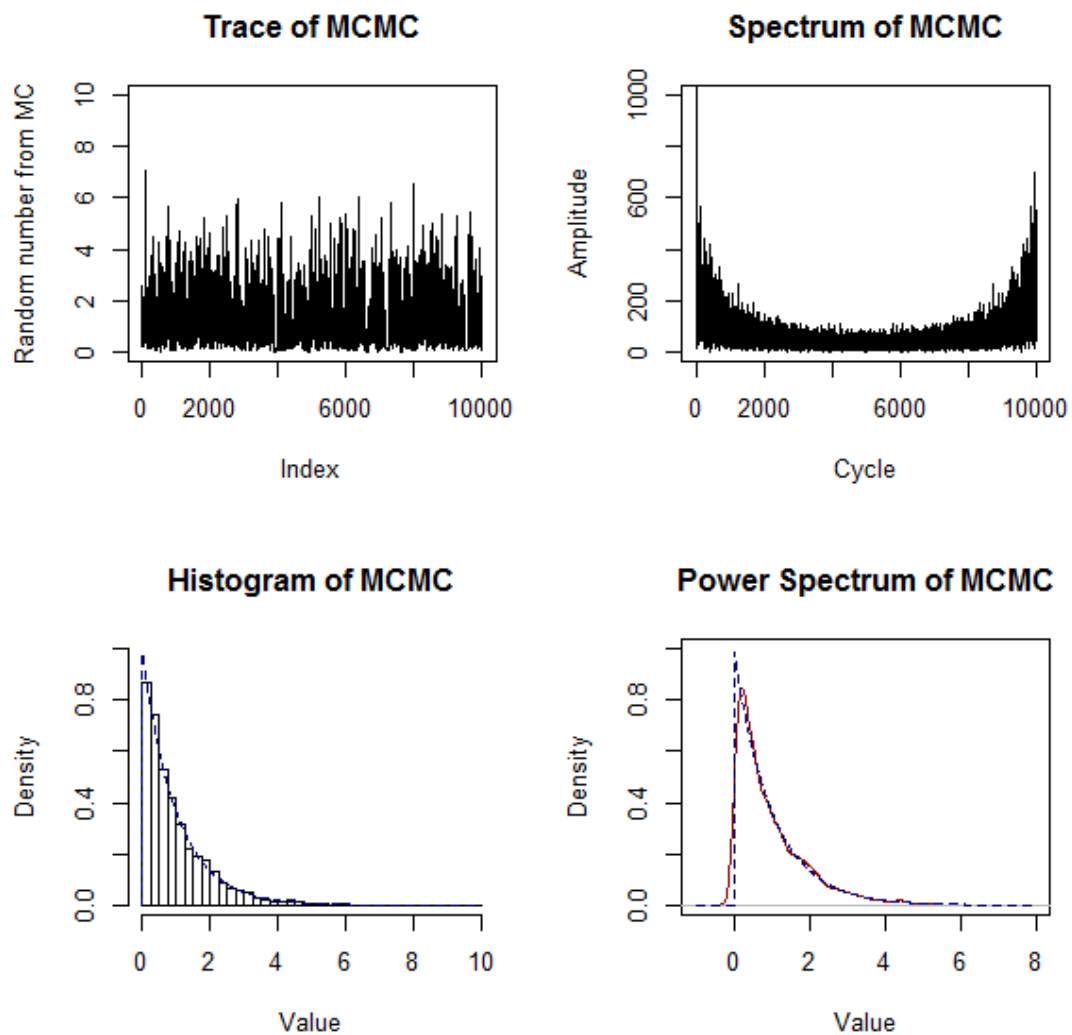 Trace of MCMC
Random number from MC
10
8
6
4
2
0
0 2000 6000 10000
Index
Spectrum of MCMC
Amplitude
1000
600
200
0
0 2000 6000 10000
Cycle
Histogram of MCMC
Density
0.8
0.4
0.0
0 2 4 6 8 10
Value
Power Spectrum of MCMC
Density
0.8
0.4
0.0
0 2 4 6 8
Value